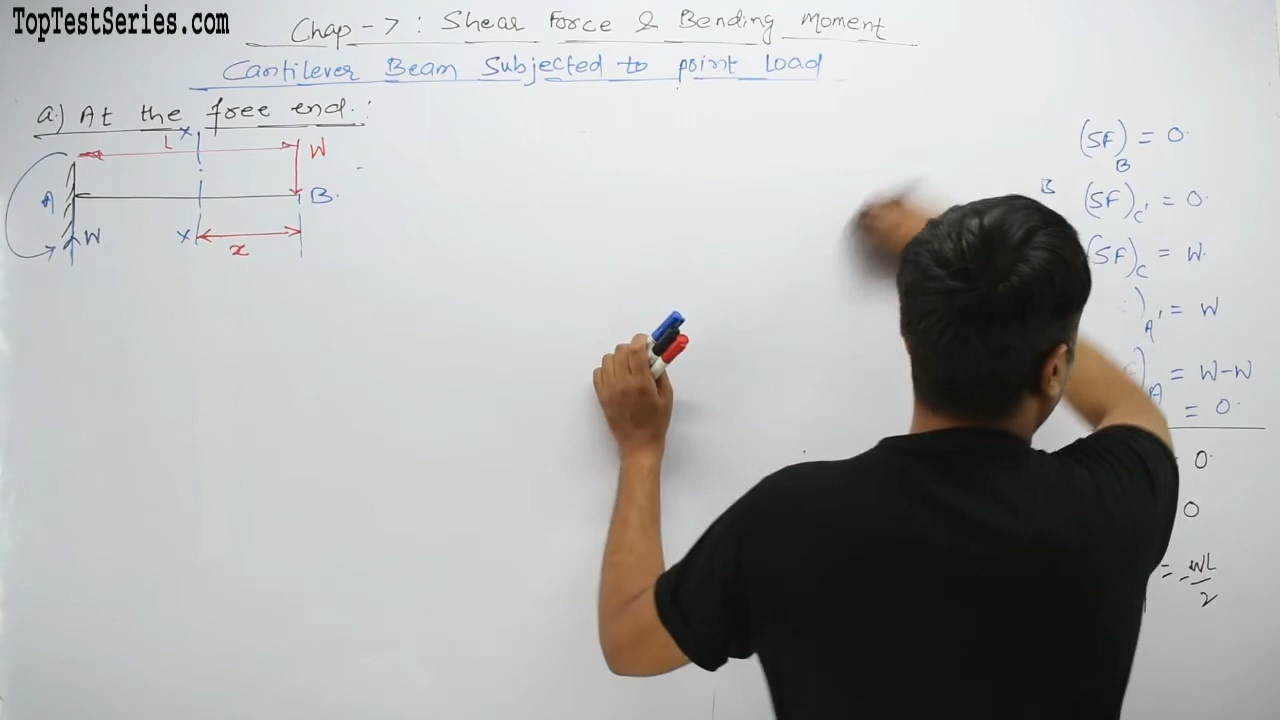 TopTestSeries.com
Chap-7: Shear Force & Bending Moment
Cantilever Beam Subjected to point Load
a.) At the free end.:
x
L
W
A
B.
W
x
x
(SF)B = 0.
B
(SF)C' = 0.
(SF)C = W.
)A' = W
)A = W-W
= 0.
0.
0
= -WL/2